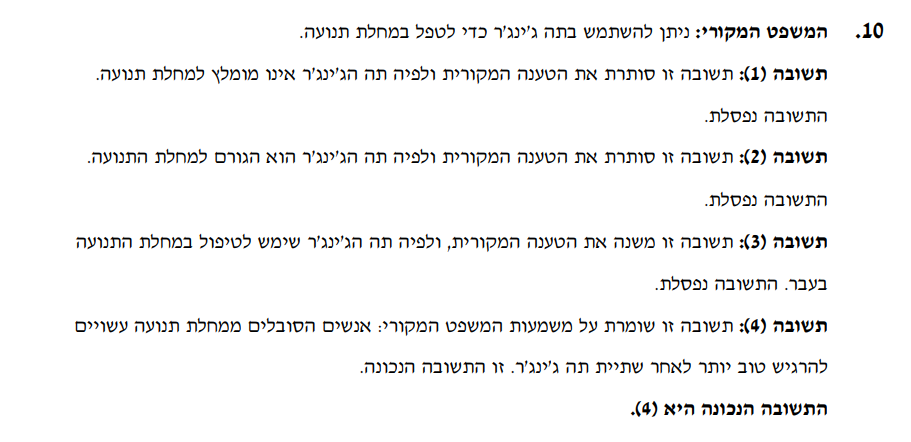 10. המשפט המקורי: ניתן להשתמש בתה ג'ינג'ר כדי לטפל במחלת תנועה.
תשובה (1): תשובה זו סותרת את הטענה המקורית ולפיה תה הג'ינג'ר אינו מומלץ למחלת תנועה.
התשובה נפסלת.
תשובה (2): תשובה זו סותרת את הטענה המקורית ולפיה תה הג'ינג'ר הוא הגורם למחלת התנועה.
התשובה נפסלת.
תשובה (3): תשובה זו משנה את הטענה המקורית, ולפיה תה הג'ינג'ר שימש לטיפול במחלת התנועה
בעבר. התשובה נפסלת.
תשובה (4): תשובה זו שומרת על משמעות המשפט המקורי: אנשים הסובלים ממחלת תנועה עשויים
להרגיש טוב יותר לאחר שתיית תה ג'ינג'ר. זו התשובה הנכונה.
התשובה הנכונה היא (4).